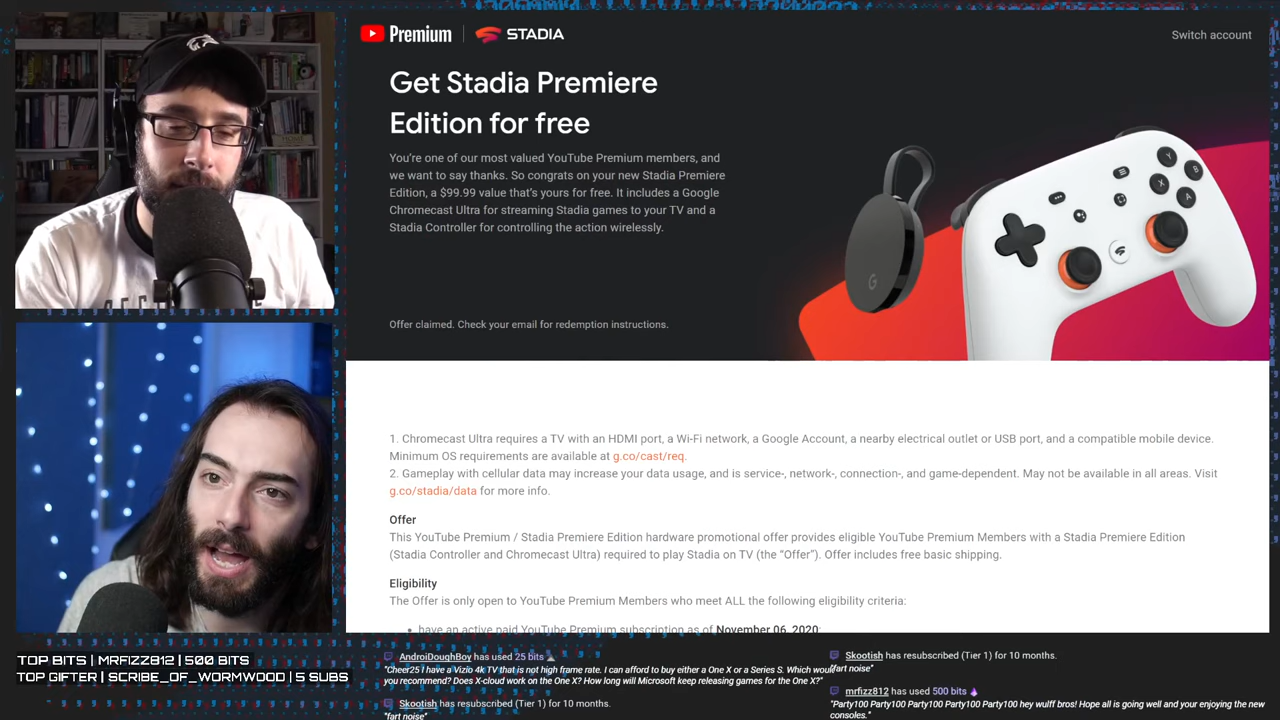 Premium | STADIA
Switch account
Get Stadia Premiere
Edition for free
You're one of our most valued YouTube Premium members, and
we want to say thanks. So congrats on your new Stadia Premiere
Edition, a $99.99 value that's yours for free. It includes a Google
Chromecast Ultra for streaming Stadia games to your TV and a
Stadia Controller for controlling the action wirelessly.
Offer claimed. Check your email for redemption instructions.
Y
B
X
A
G
1. Chromecast Ultra requires a TV with an HDMI port, a Wi-Fi network, a Google Account, a nearby electrical outlet or USB port, and a compatible mobile device.
Minimum OS requirements are available at g.co/cast/req.
2. Gameplay with cellular data may increase your data usage, and is service-, network-, connection-, and game-dependent. May not be available in all areas. Visit
g.co/stadia/data for more info.
Offer
This YouTube Premium / Stadia Premiere Edition hardware promotional offer provides eligible YouTube Premium Members with a Stadia Premiere Edition
(Stadia Controller and Chromecast Ultra) required to play Stadia on TV (the “Offer”). Offer includes free basic shipping.
Eligibility
The Offer is only open to YouTube Premium Members who meet ALL the following eligibility criteria:
• have an active paid YouTube Premium subscription as of November 06, 2020;
TOP BITS | MRFIZZ812 | 500 BITS
TOP GIFTER | SCRIBE_OF_WORMWOOD | 5 SUBS
AndroiDoughBoy has used 25 bits
"Cheer25 I have a Vizio 4k TV that is not high frame rate. I can afford to buy either a One X or a Series S. Which would
you recommend? Does X-cloud work on the One X? How long will Microsoft keep releasing games for the One X?"
Skootish has resubscribed (Tier 1) for 10 months.
"fart noise"
Skootish has resubscribed (Tier 1) for 10 months.
"fart noise"
mrfizz812 has used 500 bits
"Party100 Party100 Party100 Party100 Party100 hey wulff bros! Hope all is going well and your enjoying the new
consoles."